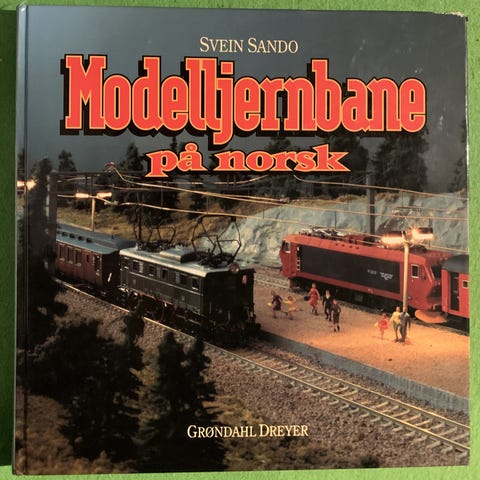 SVEIN SANDO
Modelljernbane
på norsk
GRØNDAHL DREYER